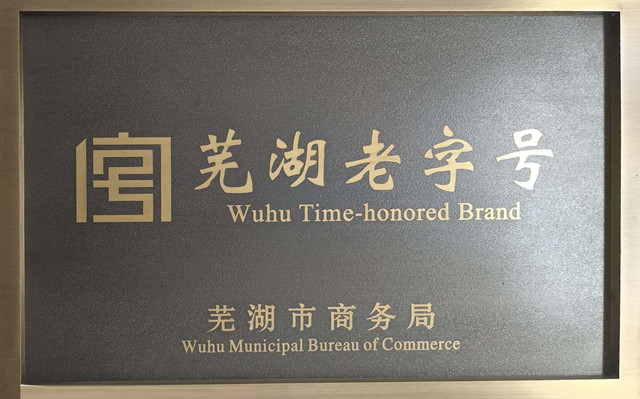 芜湖老字号
Wuhu Time-honored Brand
芜湖市商务局
Wuhu Municipal Bureau of Commerce